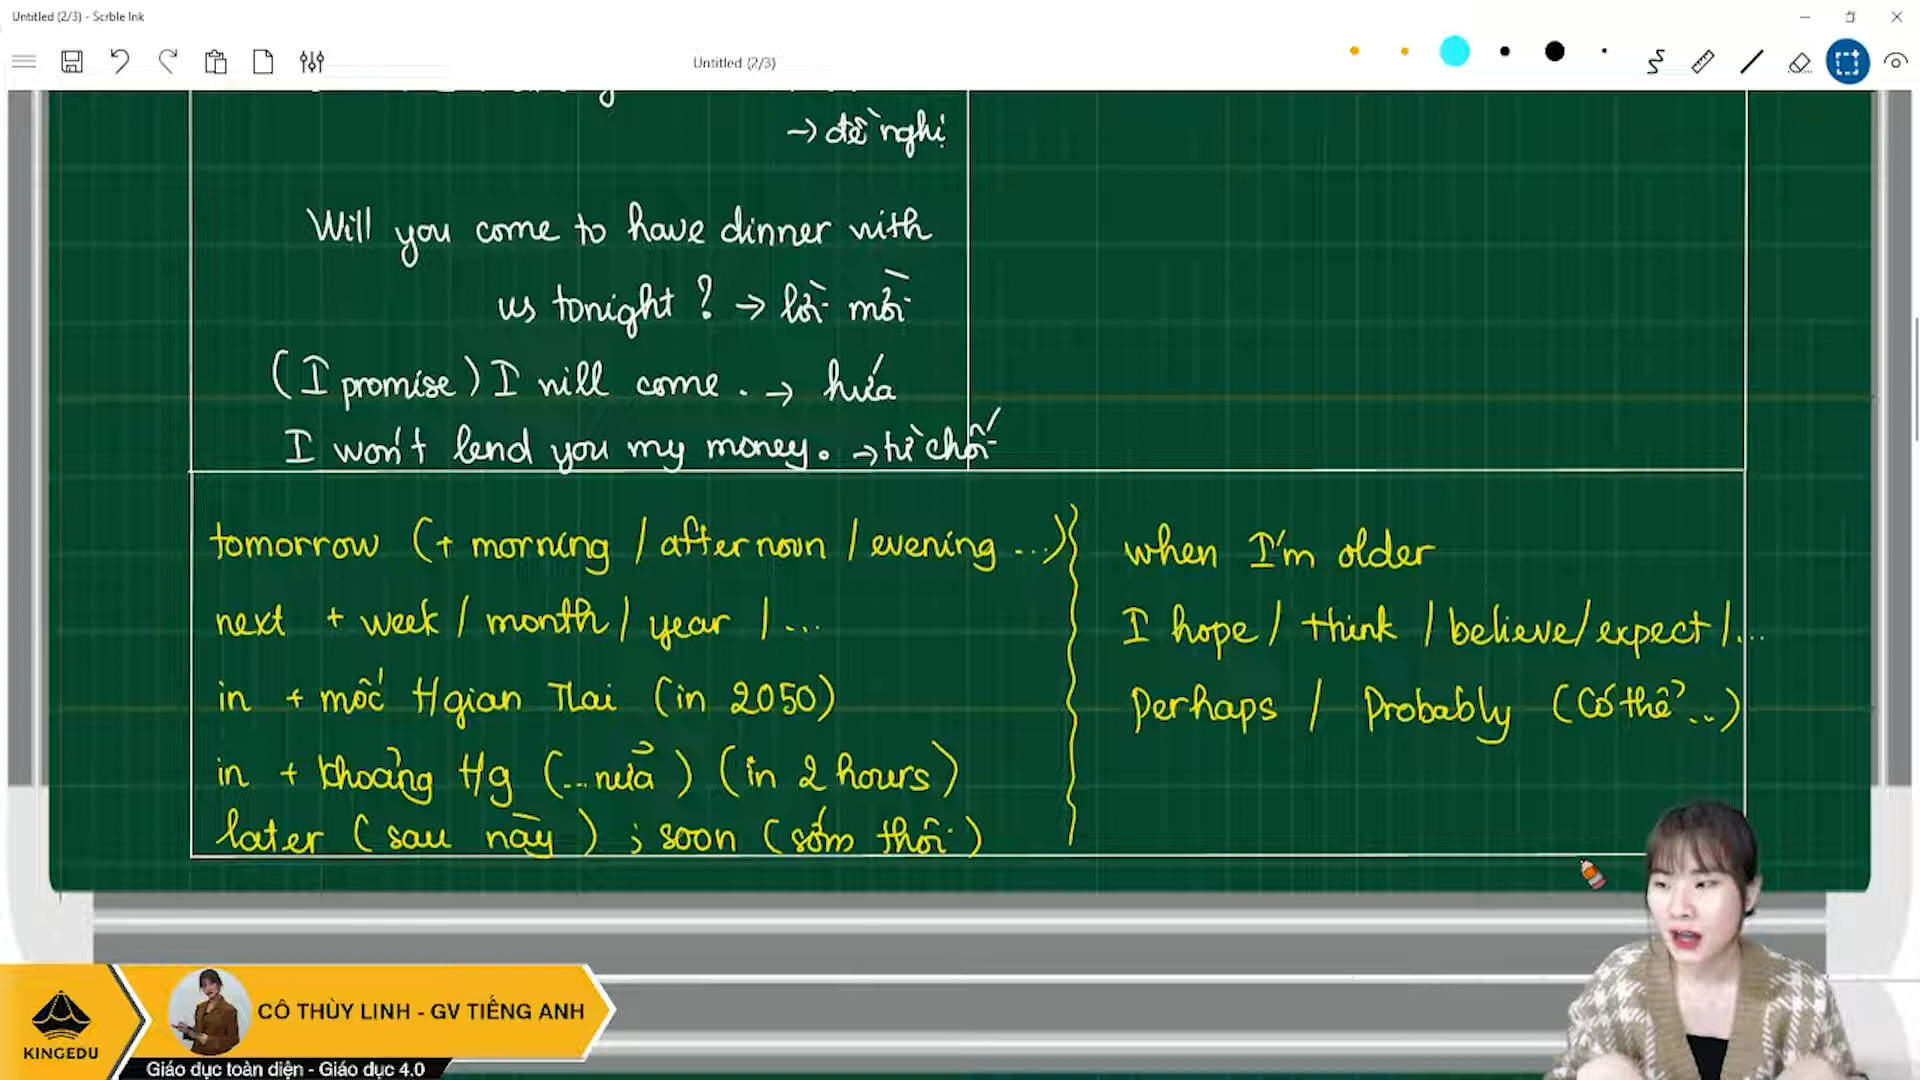 Untitled (2/3) - Scrble Ink
Untitled (2/3)
→ đề nghị
Will you come to have dinner with
us tonight ? → lời mời
(I promise) I will come . → hứa
I won't lend you my money. → từ chối
tomorrow (+ morning / afternoon / evening ...)
next + week / month / year / ...
in + mốc tgian Tlai (in 2050)
in + khoảng tg (...nữa) (in 2 hours)
later (sau này) ; soon (sớm thôi)
when I'm older
I hope / think / believe / expect / ...
Perhaps / Probably (Có thể ...)
CÔ THÙY LINH - GV TIẾNG ANH
KINGEDU
Giáo dục toàn diện - Giáo dục 4.0